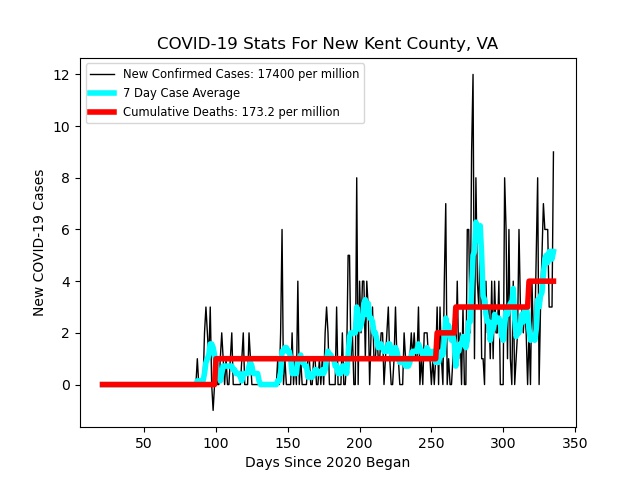 COVID-19 Stats For New Kent County, VA
New Confirmed Cases: 17400 per million
7 Day Case Average
Cumulative Deaths: 173.2 per million
12
10
8
6
4
2
0
New COVID-19 Cases
50 100 150 200 250 300 350
Days Since 2020 Began